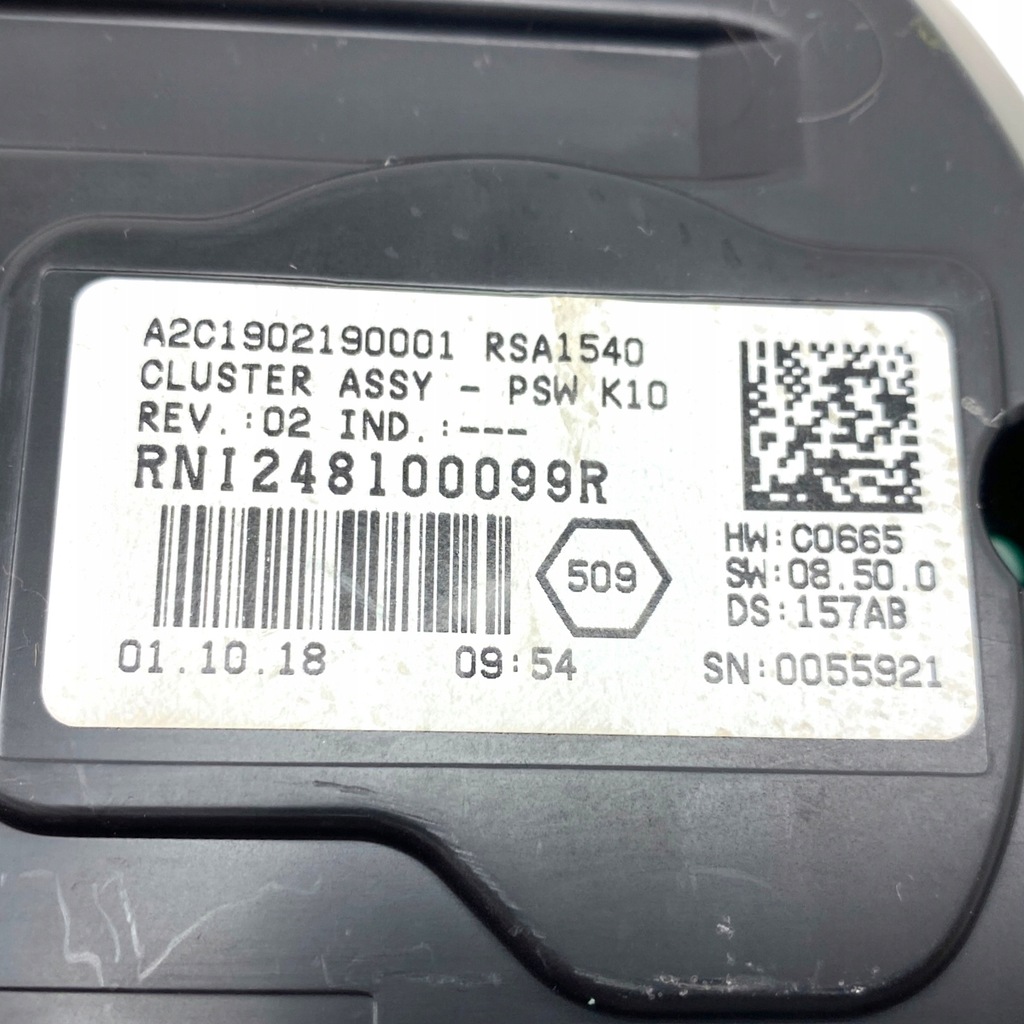 A2C1902190001 RSA1540
CLUSTER ASSY - PSW K10
REV.:02 IND.:---
RNI248100099R
509
HW:C0665
SW:08.50.0
DS:157AB
01.10.18 09:54
SN:0055921